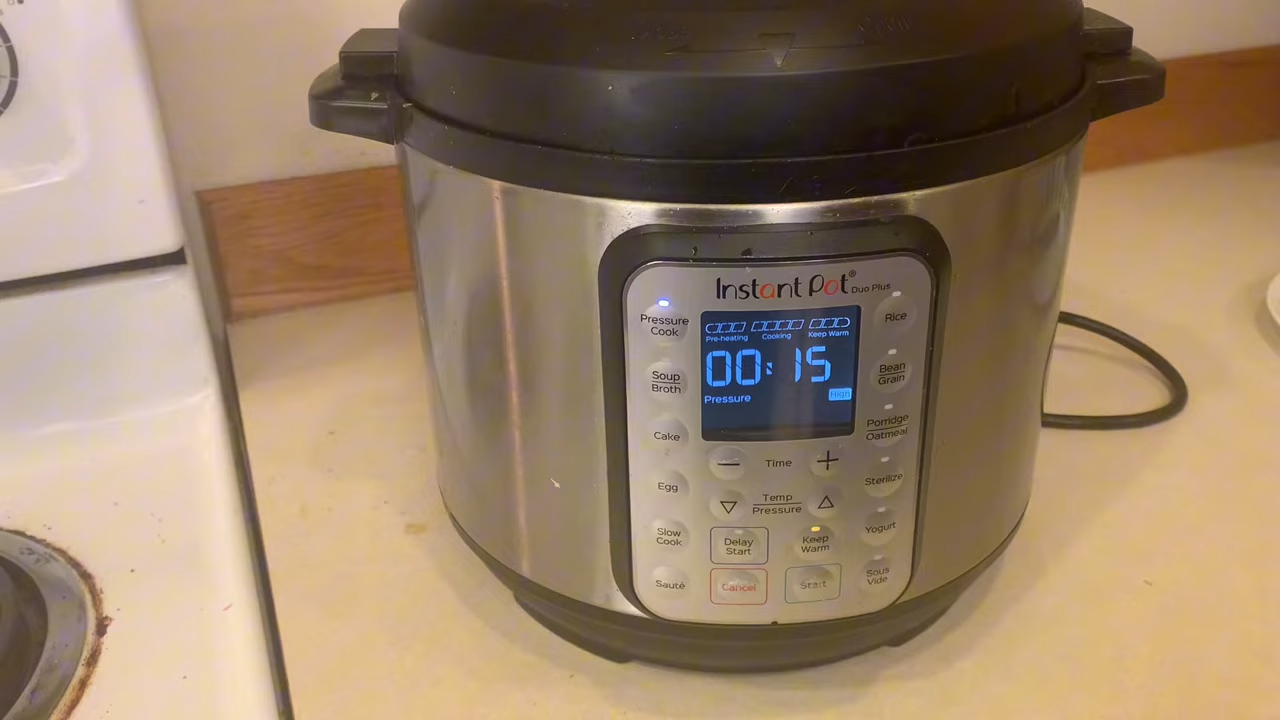 Instant Pot® Duo Plus
Pressure
Cook
Soup
Broth
Cake
Egg
Slow
Cook
Sauté
Pre-heating Cooking Keep Warm
00:15
Pressure High
− Time +
Temp
Pressure
Delay
Start
Keep
Warm
Cancel
Start
Rice
Bean
Grain
Porridge
Oatmeal
Sterilize
Yogurt
Sous
Vide